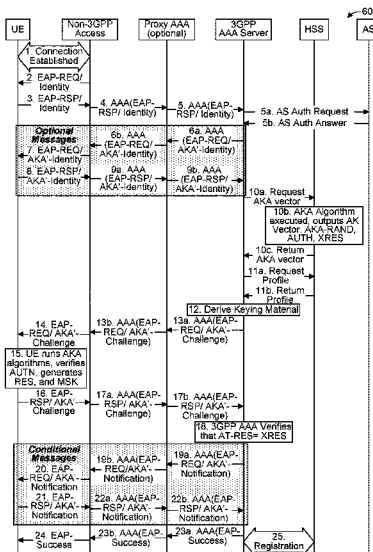 60
UE
Non-3GPP
Access
Proxy AAA
(optional)
3GPP
AAA Server
HSS
AS
1. Connection
Established
2. EAP-REQ/
Identity
3. EAP-RSP/
Identity
4. AAA(EAP-
RSP/ Identity)
5. AAA(EAP-
RSP/ Identity)
5a. AS Auth Request
5b. AS Auth Answer
Optional
Messages
6a. AAA
(EAP-REQ/
AKA'-Identity)
6b. AAA
(EAP-REQ/
AKA'-Identity)
7. EAP-REQ/
AKA'-Identity
8. EAP-RSP/
AKA'-Identity
9a. AAA
(EAP-RSP/
AKA'-Identity)
9b. AAA
(EAP-RSP/
AKA'-Identity)
10a. Request
AKA vector
10b. AKA Algorithm
executed, outputs AK
Vector, AKA-RAND,
AUTH, XRES
10c. Return
AKA vector
11a. Request
Profile
11b. Return
Profile
12. Derive Keying Material
13a. AAA(EAP-
REQ/ AKA'-
Challenge)
13b. AAA(EAP-
REQ/ AKA'-
Challenge)
14. EAP-
REQ/ AKA'-
Challenge
15. UE runs AKA
algorithms, verifies
AUTN, generates
RES, and MSK
16. EAP-
RSP/ AKA'-
Challenge
17a. AAA(EAP-
RSP/ AKA'-
Challenge)
17b. AAA(EAP-
RSP/ AKA'-
Challenge)
18. 3GPP AAA Verifies
that AT-RES= XRES
Conditional
Messages
19a. AAA(EAP-
REQ/ AKA'-
Notification)
19b. AAA(EAP-
REQ/AKA'-
Notification)
20. EAP-
REQ/ AKA'-
Notification
21. EAP-
RSP/ AKA'-
Notification
22a. AAA(EAP-
RSP/ AKA'-
Notification)
22b. AAA(EAP-
RSP/ AKA'-
Notification)
23a. AAA(EAP-
Success)
23b. AAA(EAP-
Success)
24. EAP-
Success
25.
Registration